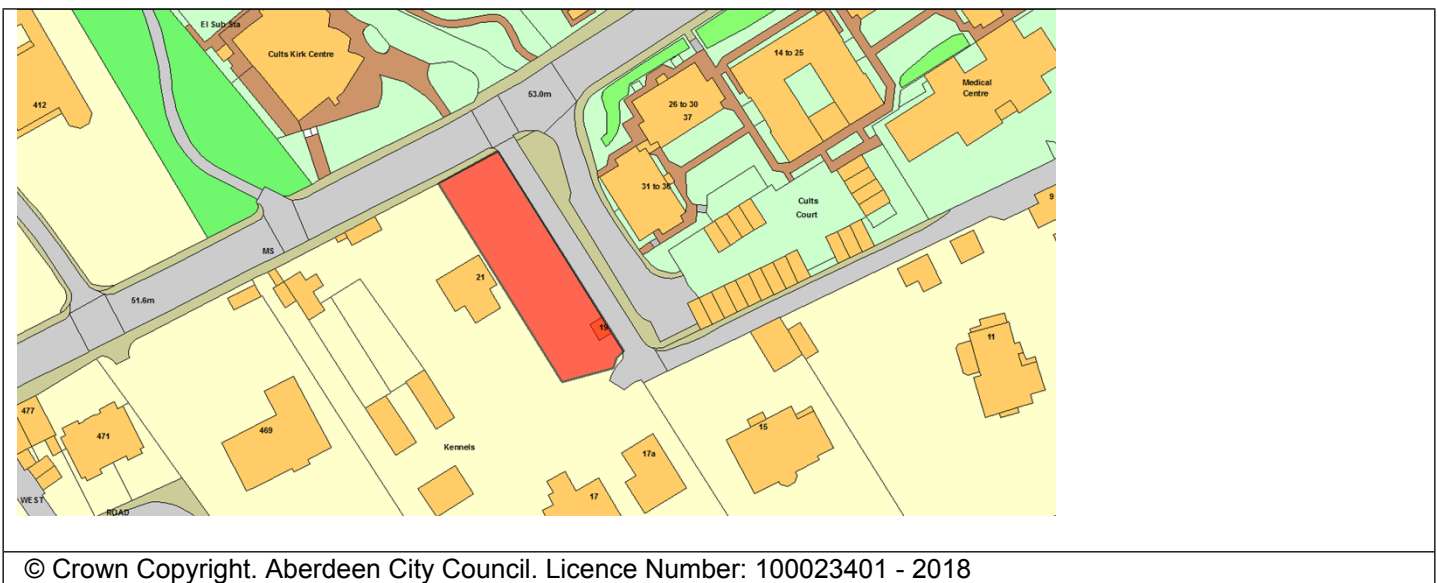 El Sub Sta
Cults Kirk Centre
14 to 25
Medical
Centre
53.0m
412
26 to 30
37
31 to 36
Cults
Court
9
MS
21
51.6m
19
11
477
471
469
Kennels
15
17a
17
WEST
ROAD
© Crown Copyright. Aberdeen City Council. Licence Number: 100023401 - 2018